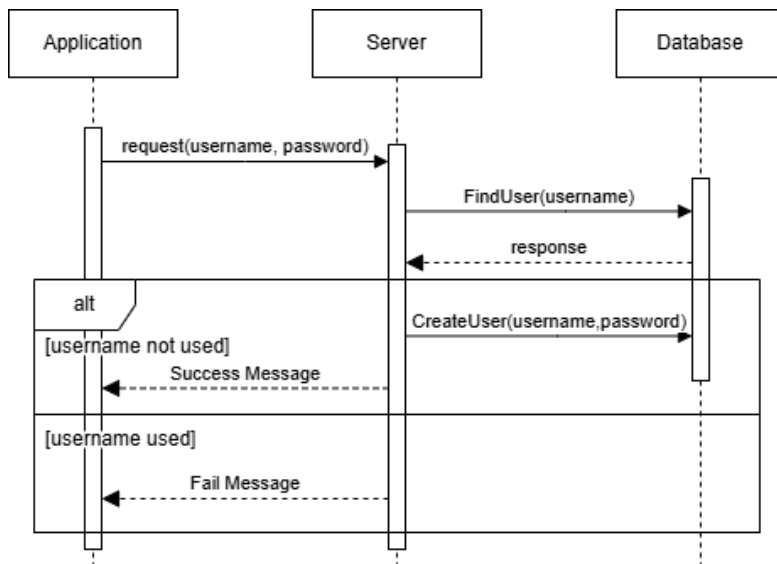 Application
Server
Database
request(username, password)
FindUser(username)
response
alt
CreateUser(username,password)
[username not used]
Success Message
[username used]
Fail Message